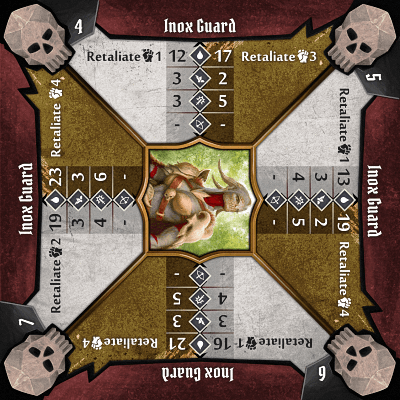 4
Inox Guard
Retaliate 1 12 17 Retaliate 3
3 2
3 5
- -
5
Inox Guard
Retaliate 1 13 19 Retaliate 4
3 2
4 5
- -
6
Inox Guard
Retaliate 1 16 21 Retaliate 4
3 3
4 5
- -
7
Inox Guard
Retaliate 2 19 23 Retaliate 4
3 3
4 6
- -